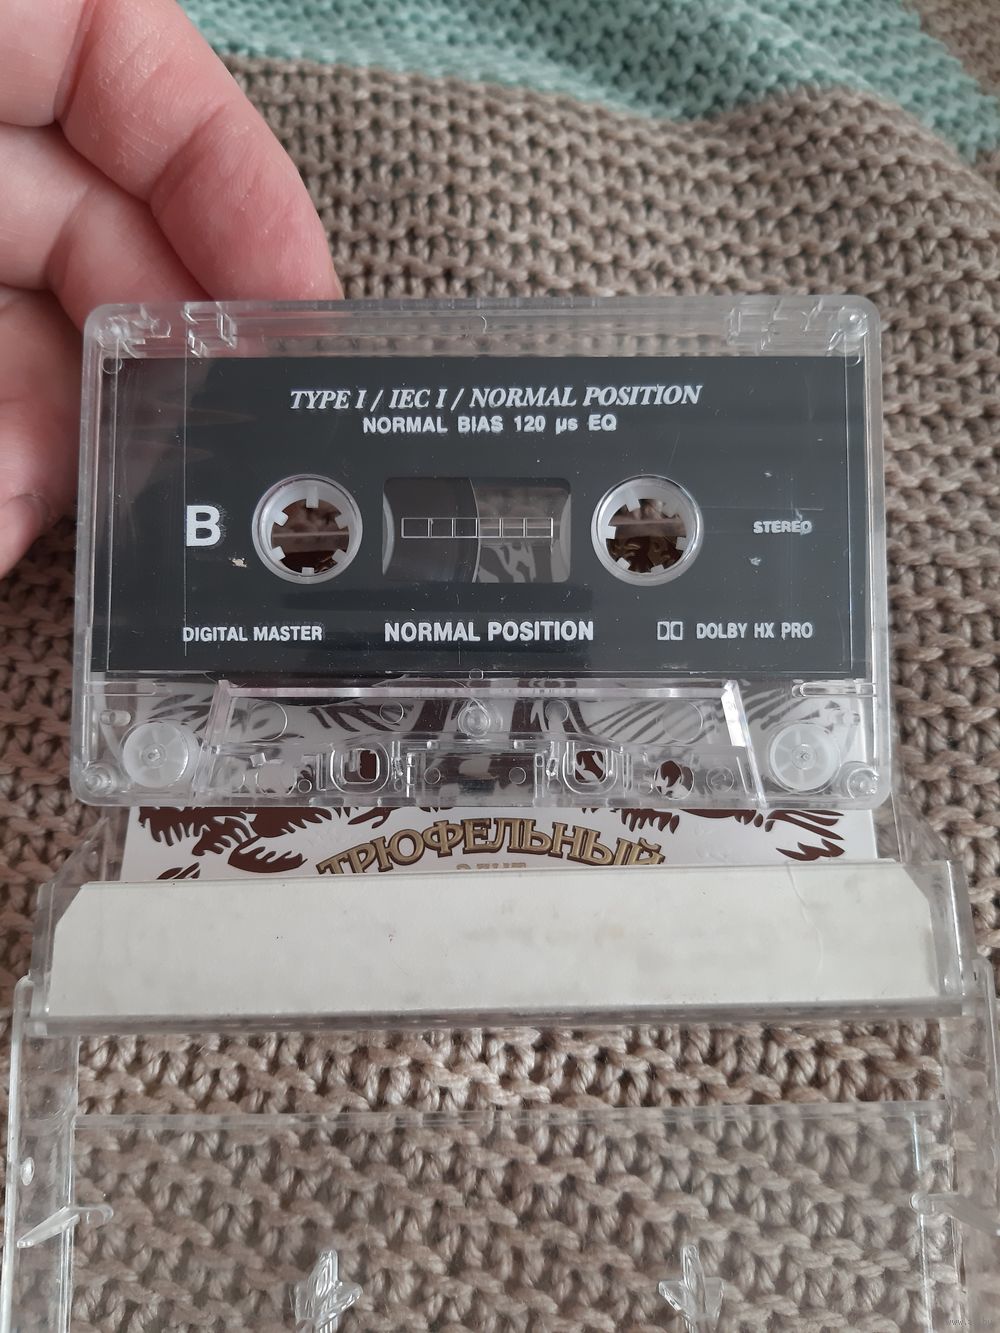 TYPE I / IEC I / NORMAL POSITION
NORMAL BIAS 120 µs EQ
B
STEREO
DIGITAL MASTER
NORMAL POSITION
DOLBY HX PRO
ТРЮФЕЛЬНЫЙ